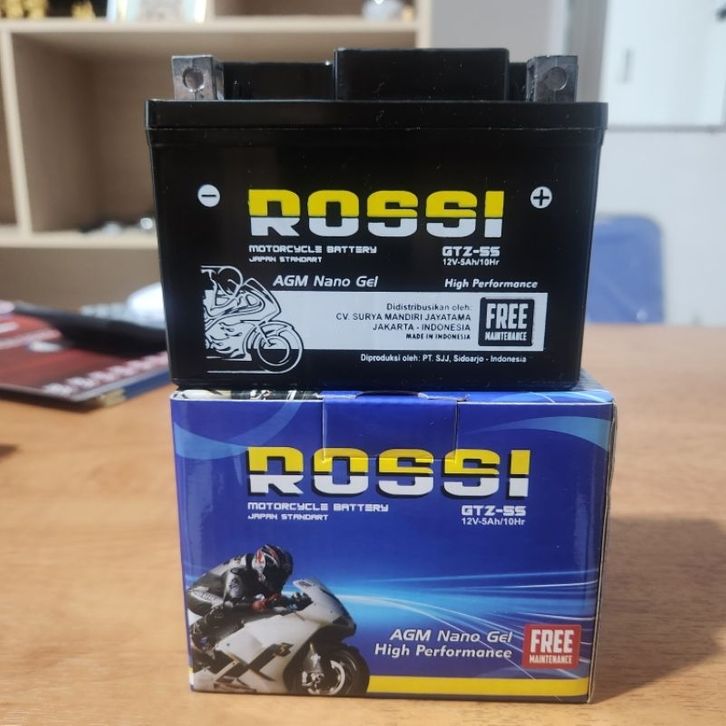 ROSSI
MOTORCYCLE BATTERY
JAPAN STANDART
GTZ-5S
12V-5Ah/10Hr
AGM Nano Gel
High Performance
Didistribusikan oleh:
CV. SURYA MANDIRI JAYATAMA
JAKARTA - INDONESIA
MADE IN INDONESIA
FREE
MAINTENANCE
Diproduksi oleh: PT. SJJ, Sidoarjo - Indonesia
ROSSI
MOTORCYCLE BATTERY
JAPAN STANDART
GTZ-5S
12V-5Ah/10Hr
AGM Nano Gel
High Performance
FREE
MAINTENANCE